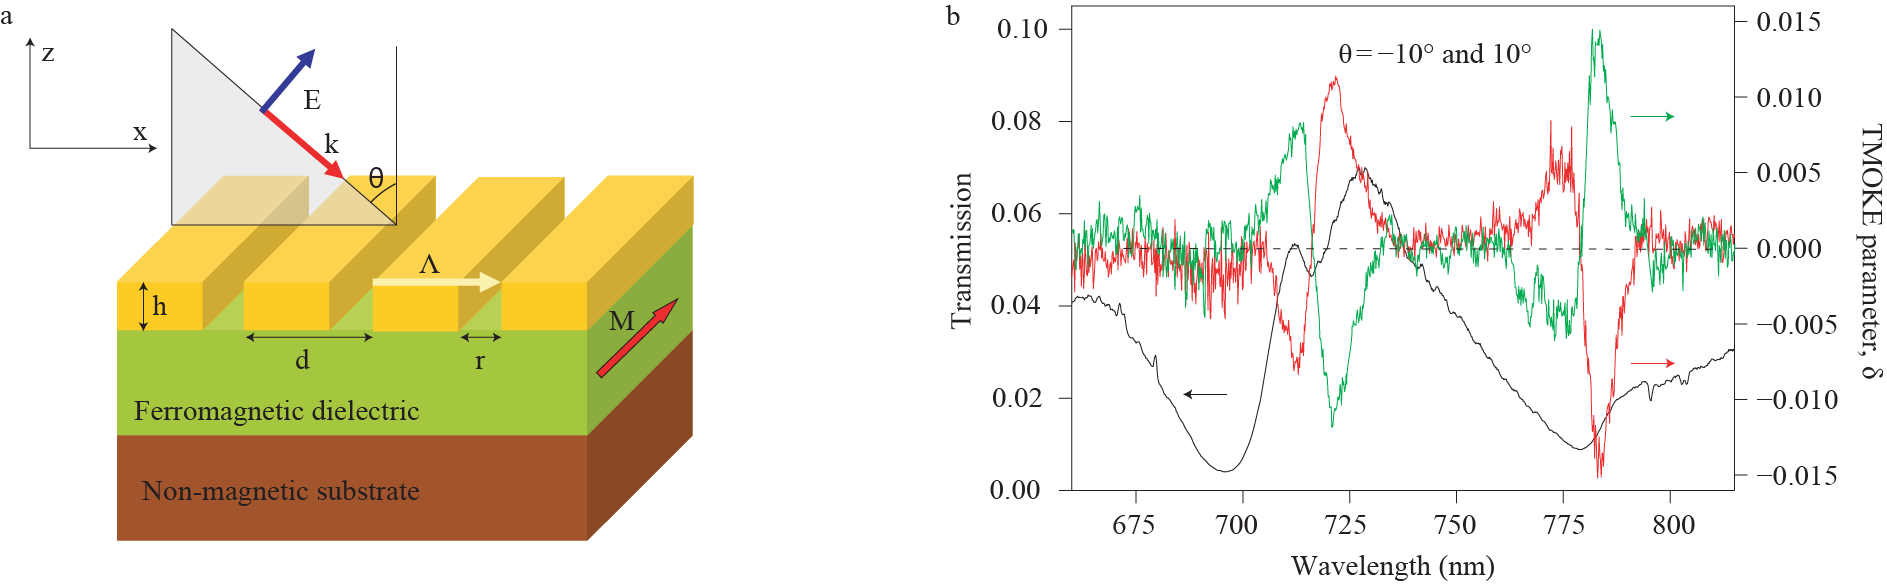 a
z
x
E
k
θ
Λ
h
d
r
M
Ferromagnetic dielectric
Non-magnetic substrate
b
θ=−10° and 10°
Transmission
0.10
0.08
0.06
0.04
0.02
0.00
0.015
0.010
0.005
0.000
−0.005
−0.010
−0.015
TMOKE parameter, δ
675
700
725
750
775
800
Wavelength (nm)